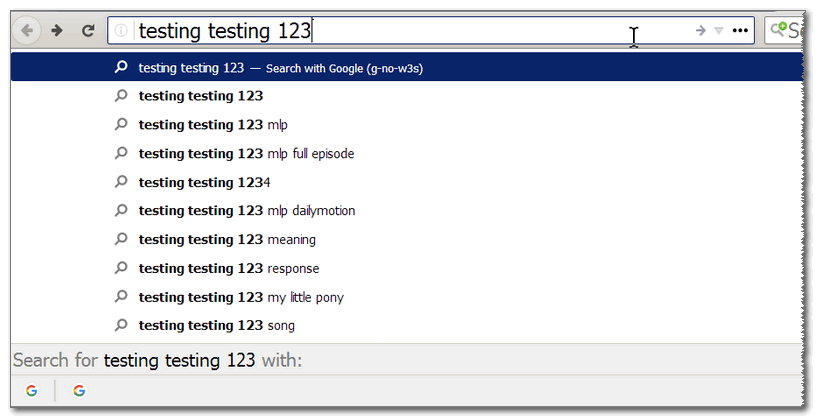 testing testing 123
Se
testing testing 123 — Search with Google (g-no-w3s)
testing testing 123
testing testing 123 mlp
testing testing 123 mlp full episode
testing testing 1234
testing testing 123 mlp dailymotion
testing testing 123 meaning
testing testing 123 response
testing testing 123 my little pony
testing testing 123 song
Search for testing testing 123 with:
G G